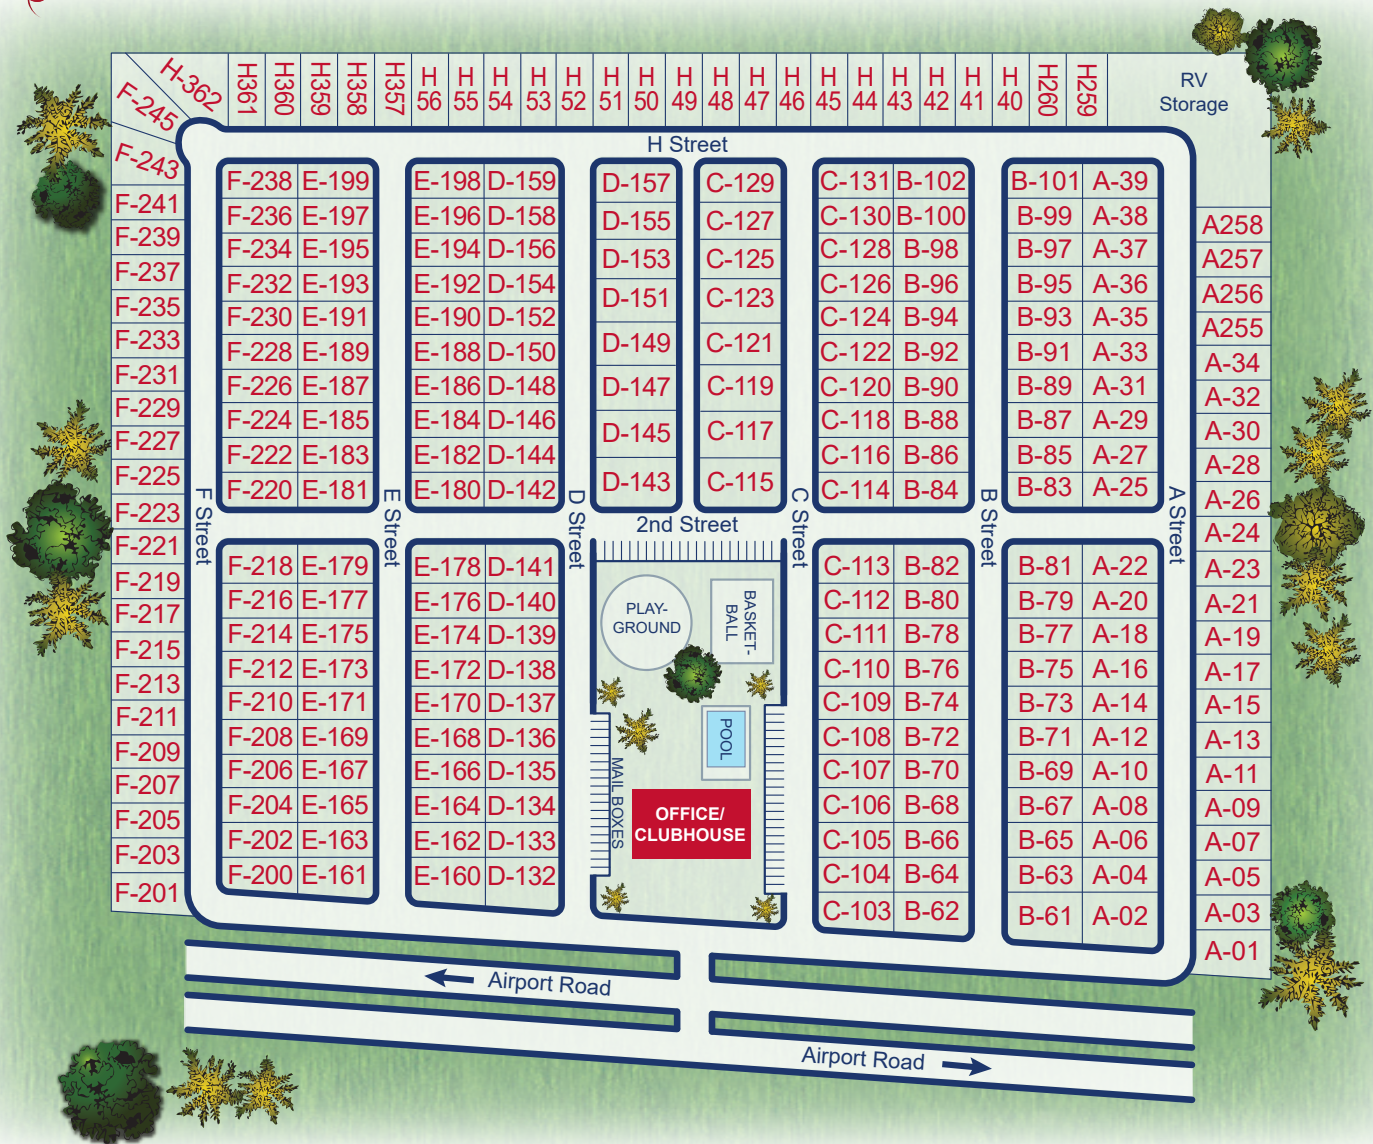 H-362
H361
H360
H359
H358
H357
H
56
H
55
H
54
H
53
H
52
H
51
H
50
H
49
H
48
H
47
H
46
H
45
H
44
H
43
H
42
H
41
H
40
H260
H259
RV
Storage
F-245
F-243
F-241
F-239
F-237
F-235
F-233
F-231
F-229
F-227
F-225
F-223
F-221
F-219
F-217
F-215
F-213
F-211
F-209
F-207
F-205
F-203
F-201
H Street
F-238 E-199
F-236 E-197
F-234 E-195
F-232 E-193
F-230 E-191
F-228 E-189
F-226 E-187
F-224 E-185
F-222 E-183
F-220 E-181
E-198 D-159
E-196 D-158
E-194 D-156
E-192 D-154
E-190 D-152
E-188 D-150
E-186 D-148
E-184 D-146
E-182 D-144
E-180 D-142
D-157
D-155
D-153
D-151
D-149
D-147
D-145
D-143
C-129
C-127
C-125
C-123
C-121
C-119
C-117
C-115
C-131 B-102
C-130 B-100
C-128 B-98
C-126 B-96
C-124 B-94
C-122 B-92
C-120 B-90
C-118 B-88
C-116 B-86
C-114 B-84
B-101 A-39
B-99 A-38
B-97 A-37
B-95 A-36
B-93 A-35
B-91 A-33
B-89 A-31
B-87 A-29
B-85 A-27
B-83 A-25
A258
A257
A256
A255
A-34
A-32
A-30
A-28
A-26
A-24
A-23
A-21
A-19
A-17
A-15
A-13
A-11
A-09
A-07
A-05
A-03
A-01
F Street
E Street
D Street
2nd Street
C Street
B Street
A Street
F-218 E-179
F-216 E-177
F-214 E-175
F-212 E-173
F-210 E-171
F-208 E-169
F-206 E-167
F-204 E-165
F-202 E-163
F-200 E-161
E-178 D-141
E-176 D-140
E-174 D-139
E-172 D-138
E-170 D-137
E-168 D-136
E-166 D-135
E-164 D-134
E-162 D-133
E-160 D-132
PLAY-
GROUND
BASKET-
BALL
POOL
MAIL BOXES
OFFICE/
CLUBHOUSE
C-113 B-82
C-112 B-80
C-111 B-78
C-110 B-76
C-109 B-74
C-108 B-72
C-107 B-70
C-106 B-68
C-105 B-66
C-104 B-64
C-103 B-62
B-81 A-22
B-79 A-20
B-77 A-18
B-75 A-16
B-73 A-14
B-71 A-12
B-69 A-10
B-67 A-08
B-65 A-06
B-63 A-04
B-61 A-02
Airport Road
Airport Road